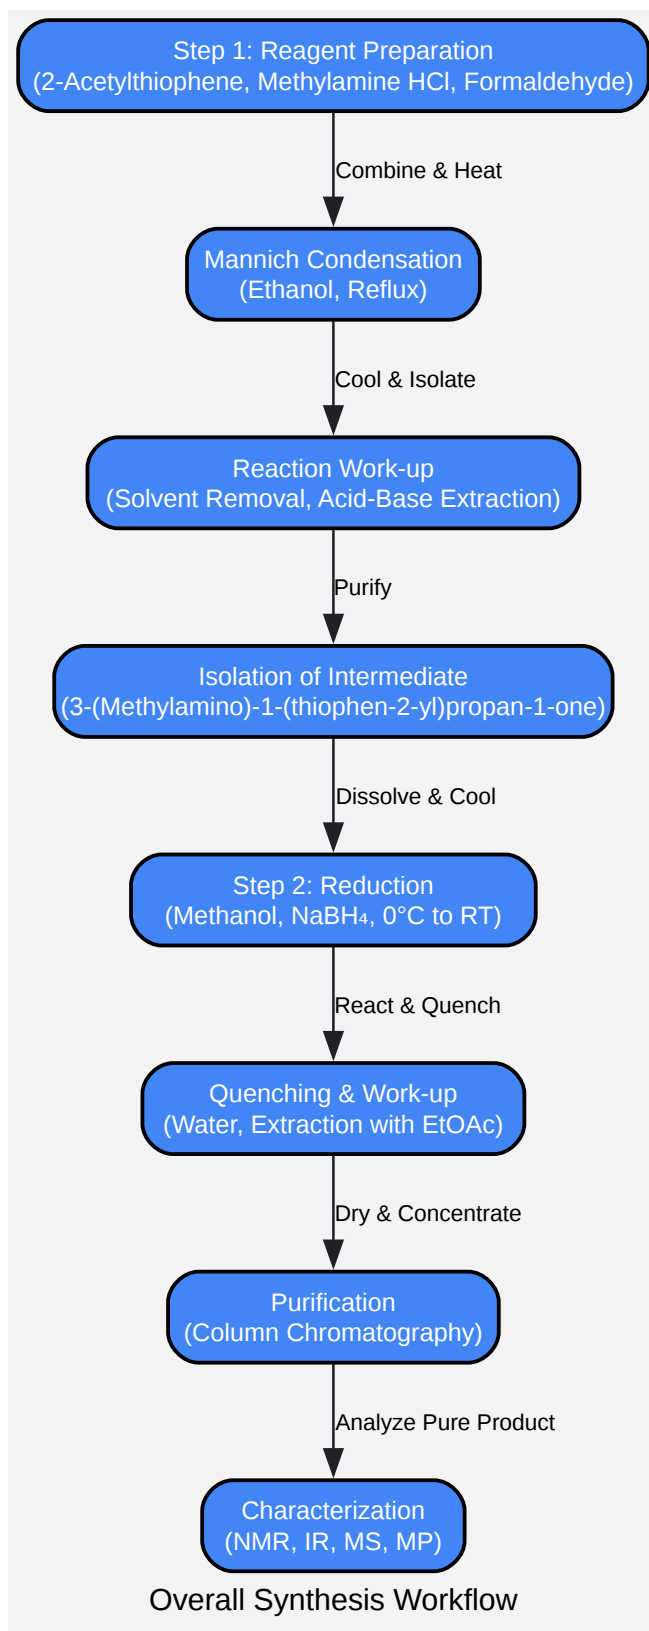 Step 1: Reagent Preparation
(2-Acetylthiophene, Methylamine HCl, Formaldehyde)
Combine & Heat
Mannich Condensation
(Ethanol, Reflux)
Cool & Isolate
Reaction Work-up
(Solvent Removal, Acid-Base Extraction)
Purify
Isolation of Intermediate
(3-(Methylamino)-1-(thiophen-2-yl)propan-1-one)
Dissolve & Cool
Step 2: Reduction
(Methanol, NaBH₄, 0°C to RT)
React & Quench
Quenching & Work-up
(Water, Extraction with EtOAc)
Dry & Concentrate
Purification
(Column Chromatography)
Analyze Pure Product
Characterization
(NMR, IR, MS, MP)
Overall Synthesis Workflow